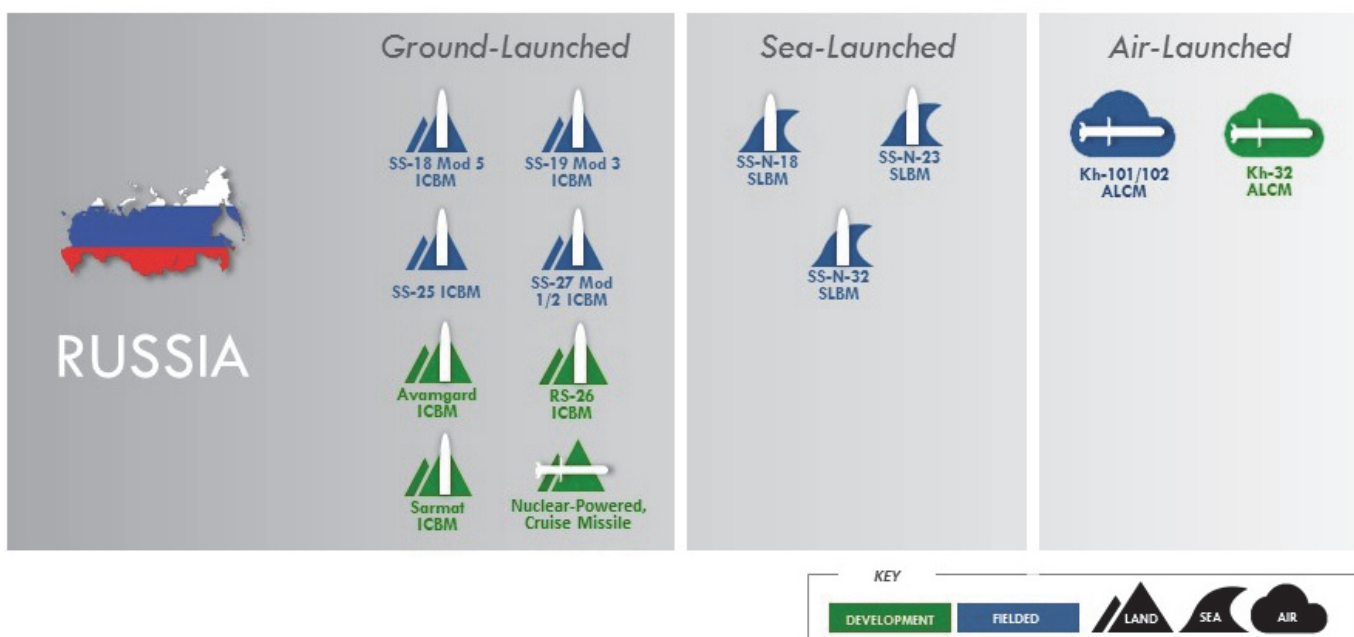 Ground-Launched
Sea-Launched
Air-Launched
SS-18 Mod 5
ICBM
SS-19 Mod 3
ICBM
SS-N-18
SLBM
SS-N-23
SLBM
Kh-101/102
ALCM
Kh-32
ALCM
SS-25 ICBM
SS-27 Mod
1/2 ICBM
SS-N-32
SLBM
RUSSIA
Avamgard
ICBM
RS-26
ICBM
Sarmat
ICBM
Nuclear-Powered,
Cruise Missile
KEY
DEVELOPMENT
FIELDED
LAND
SEA
AIR